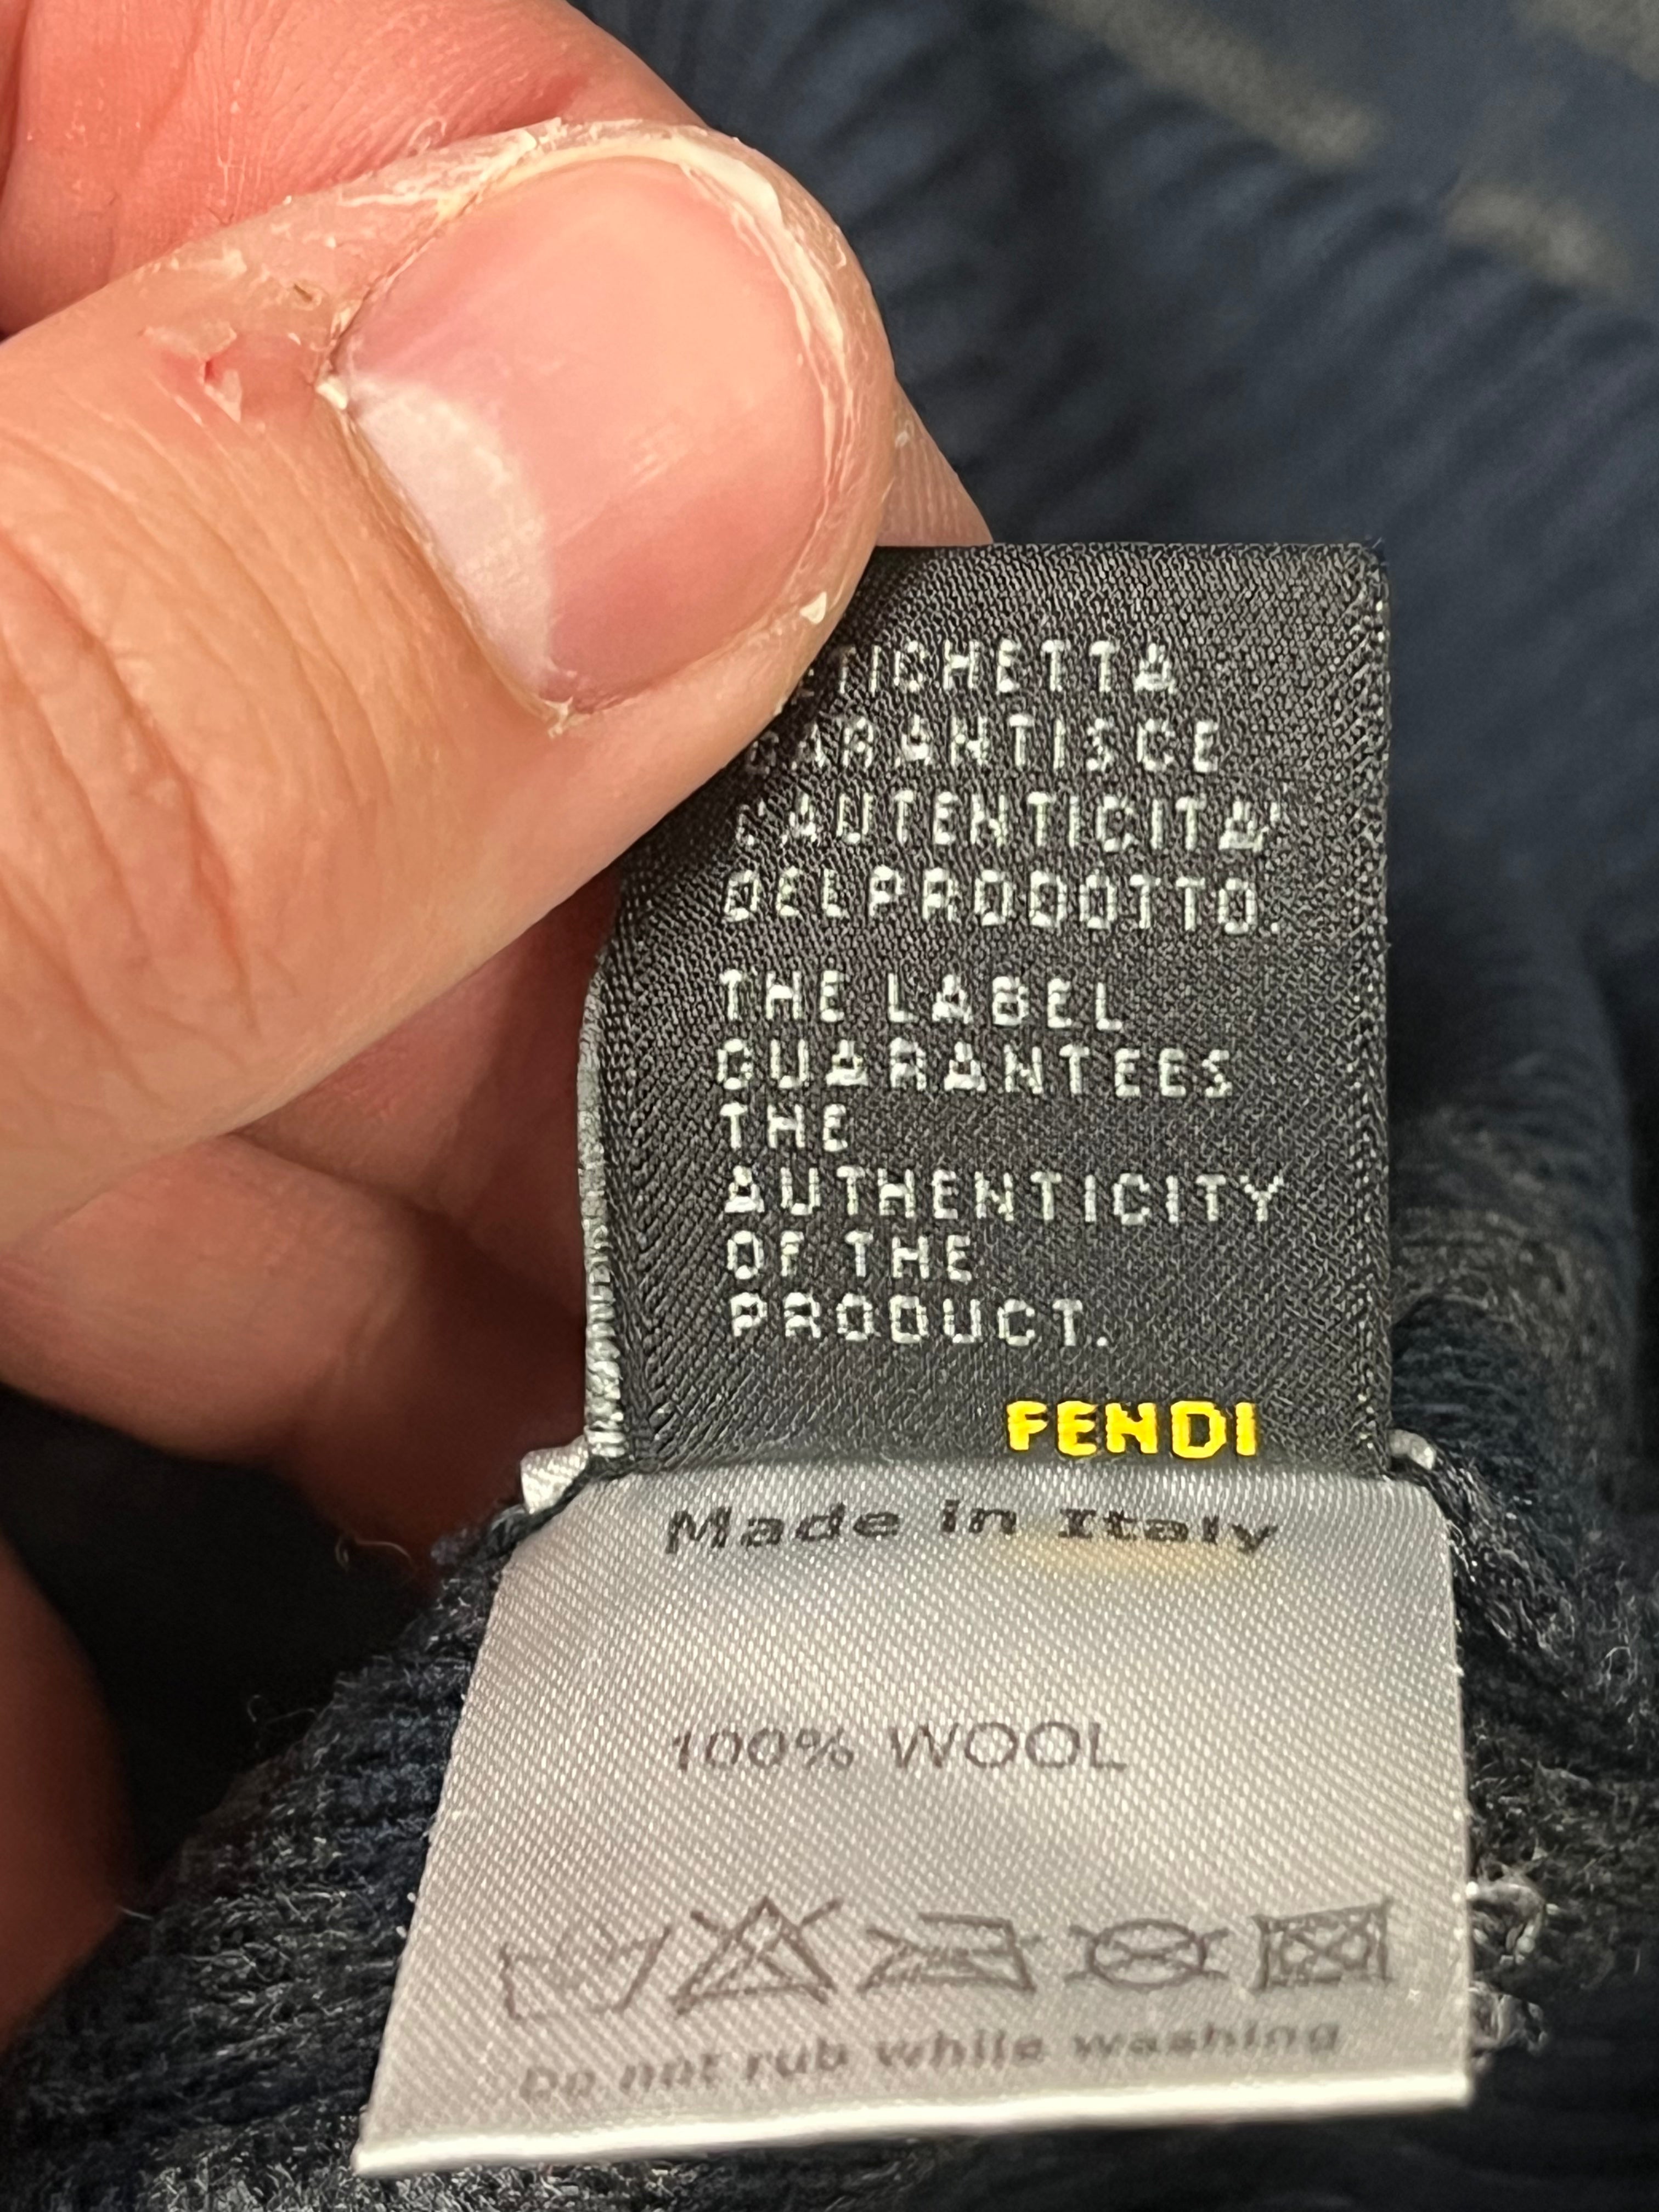 ETICHETTA
GARANTISCE
L'AUTENTICITA'
DEL PRODOTTO.
THE LABEL
GUARANTEES
THE
AUTHENTICITY
OF THE
PRODUCT.
FENDI
Made in Italy
100% WOOL
Do not rub while washing